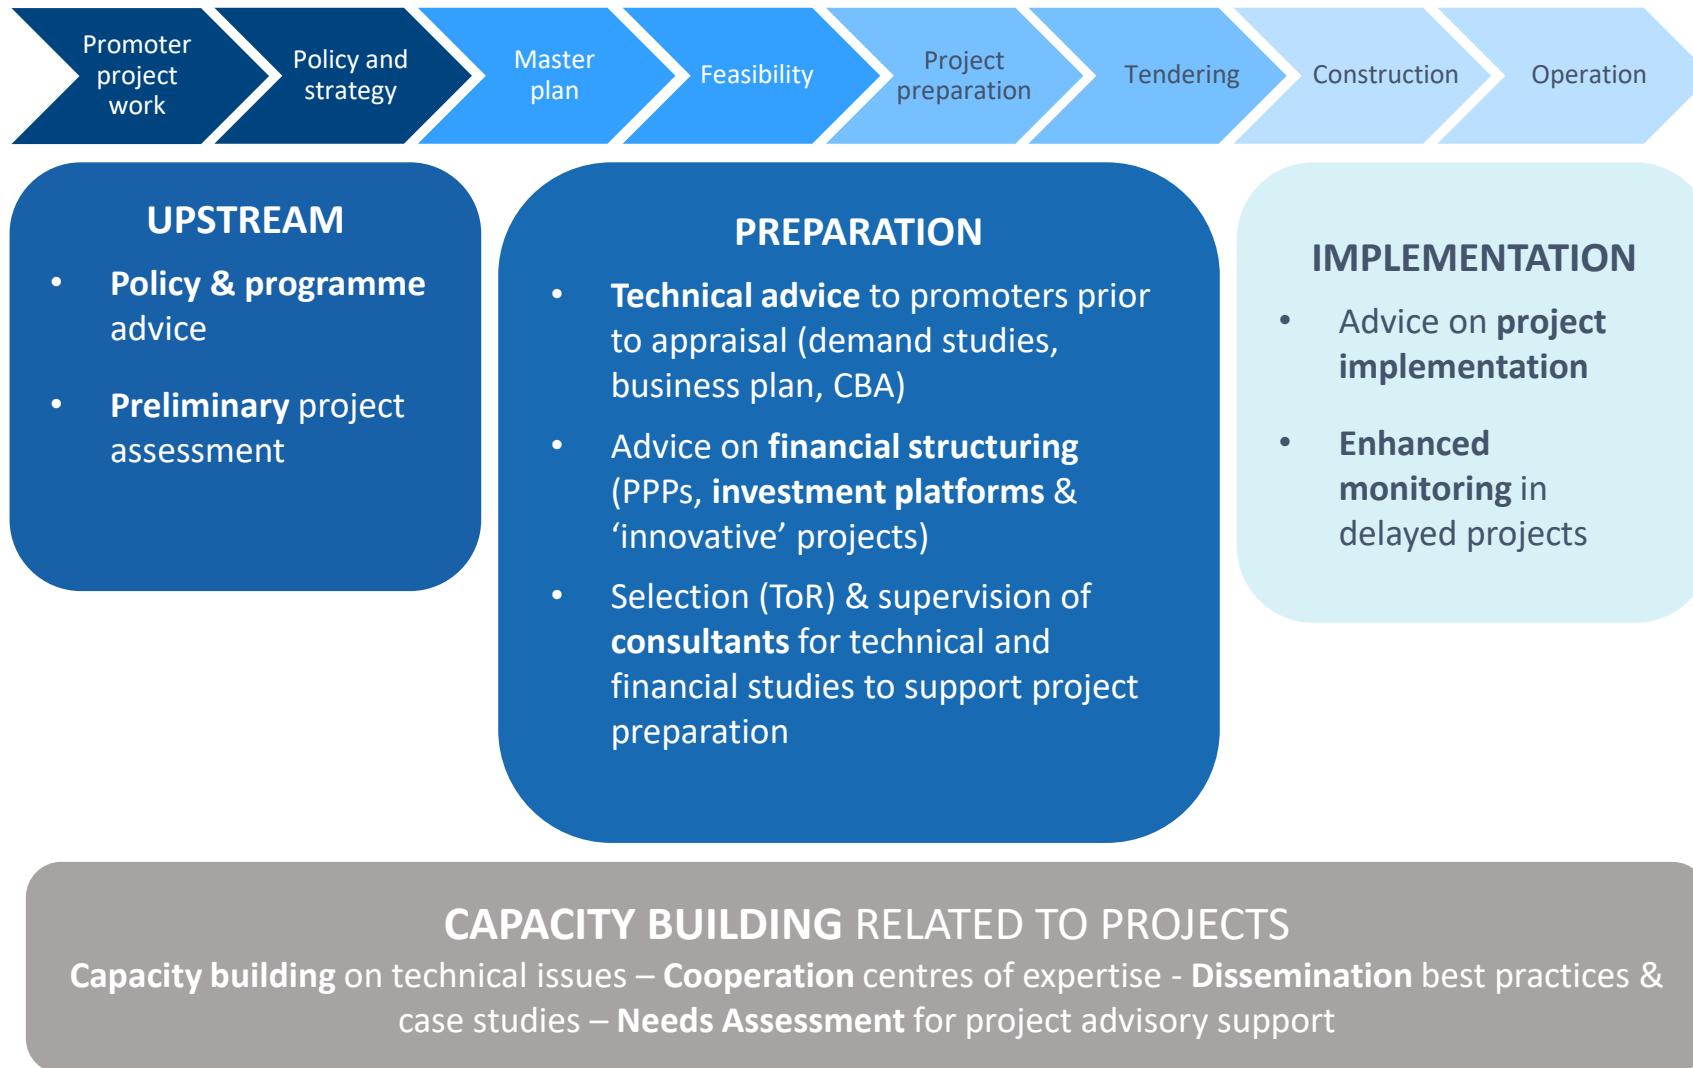 Promoter
project
work
Policy and
strategy
Master
plan
Feasibility
Project
preparation
Tendering
Construction
Operation
UPSTREAM
• Policy & programme
advice
• Preliminary project
assessment
PREPARATION
• Technical advice to promoters prior
to appraisal (demand studies,
business plan, CBA)
• Advice on financial structuring
(PPPs, investment platforms &
‘innovative’ projects)
• Selection (ToR) & supervision of
consultants for technical and
financial studies to support project
preparation
IMPLEMENTATION
• Advice on project
implementation
• Enhanced
monitoring in
delayed projects
CAPACITY BUILDING RELATED TO PROJECTS
Capacity building on technical issues – Cooperation centres of expertise - Dissemination best practices &
case studies – Needs Assessment for project advisory support